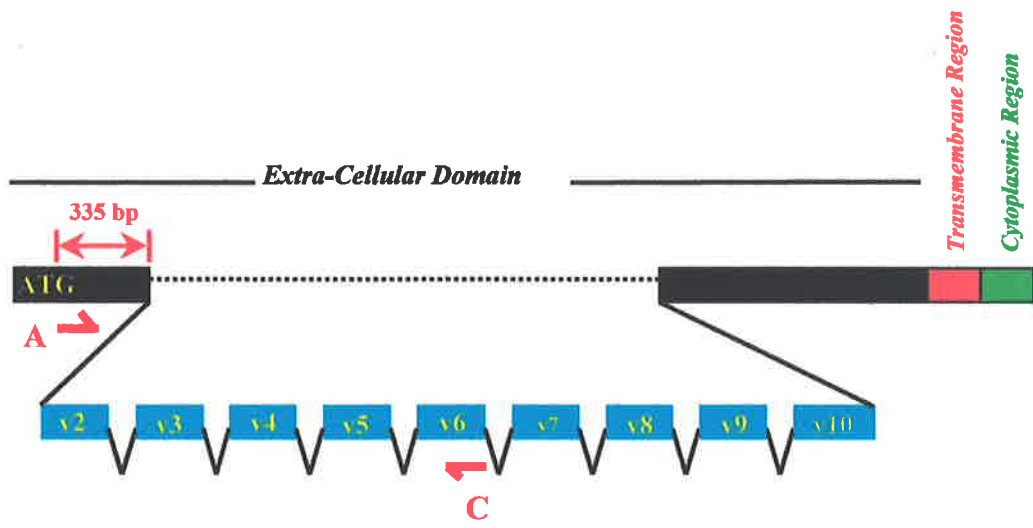 Transmembrane Region
Cytoplasmic Region
Extra-Cellular Domain
335 bp
ATG
A
v2 v3 v4 v5 v6 v7 v8 v9 v10
C